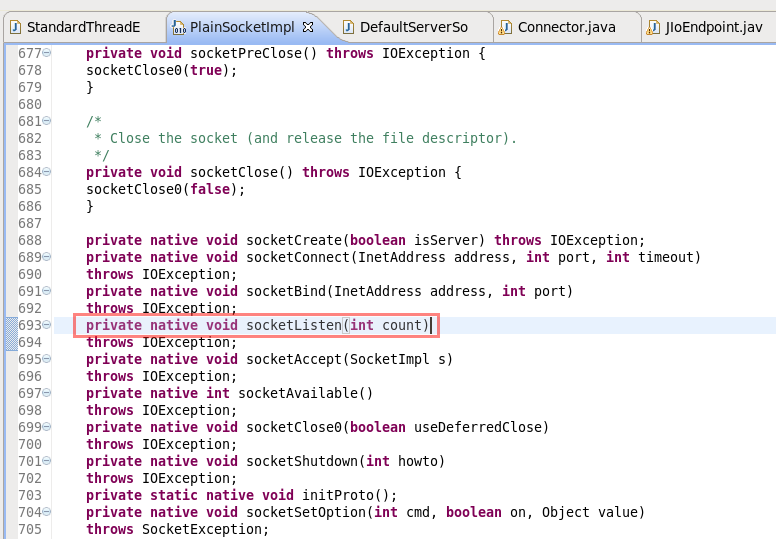 StandardThreadE PlainSocketImpl DefaultServerSo Connector.java JIoEndpoint.jav
677 private void socketPreClose() throws IOException {
678 socketClose0(true);
679 }
680
681 /*
682 * Close the socket (and release the file descriptor).
683 */
684 private void socketClose() throws IOException {
685 socketClose0(false);
686 }
687
688 private native void socketCreate(boolean isServer) throws IOException;
689 private native void socketConnect(InetAddress address, int port, int timeout)
690 throws IOException;
691 private native void socketBind(InetAddress address, int port)
692 throws IOException;
693 private native void socketListen(int count)
694 throws IOException;
695 private native void socketAccept(SocketImpl s)
696 throws IOException;
697 private native int socketAvailable()
698 throws IOException;
699 private native void socketClose0(boolean useDeferredClose)
700 throws IOException;
701 private native void socketShutdown(int howto)
702 throws IOException;
703 private static native void initProto();
704 private native void socketSetOption(int cmd, boolean on, Object value)
705 throws SocketException;